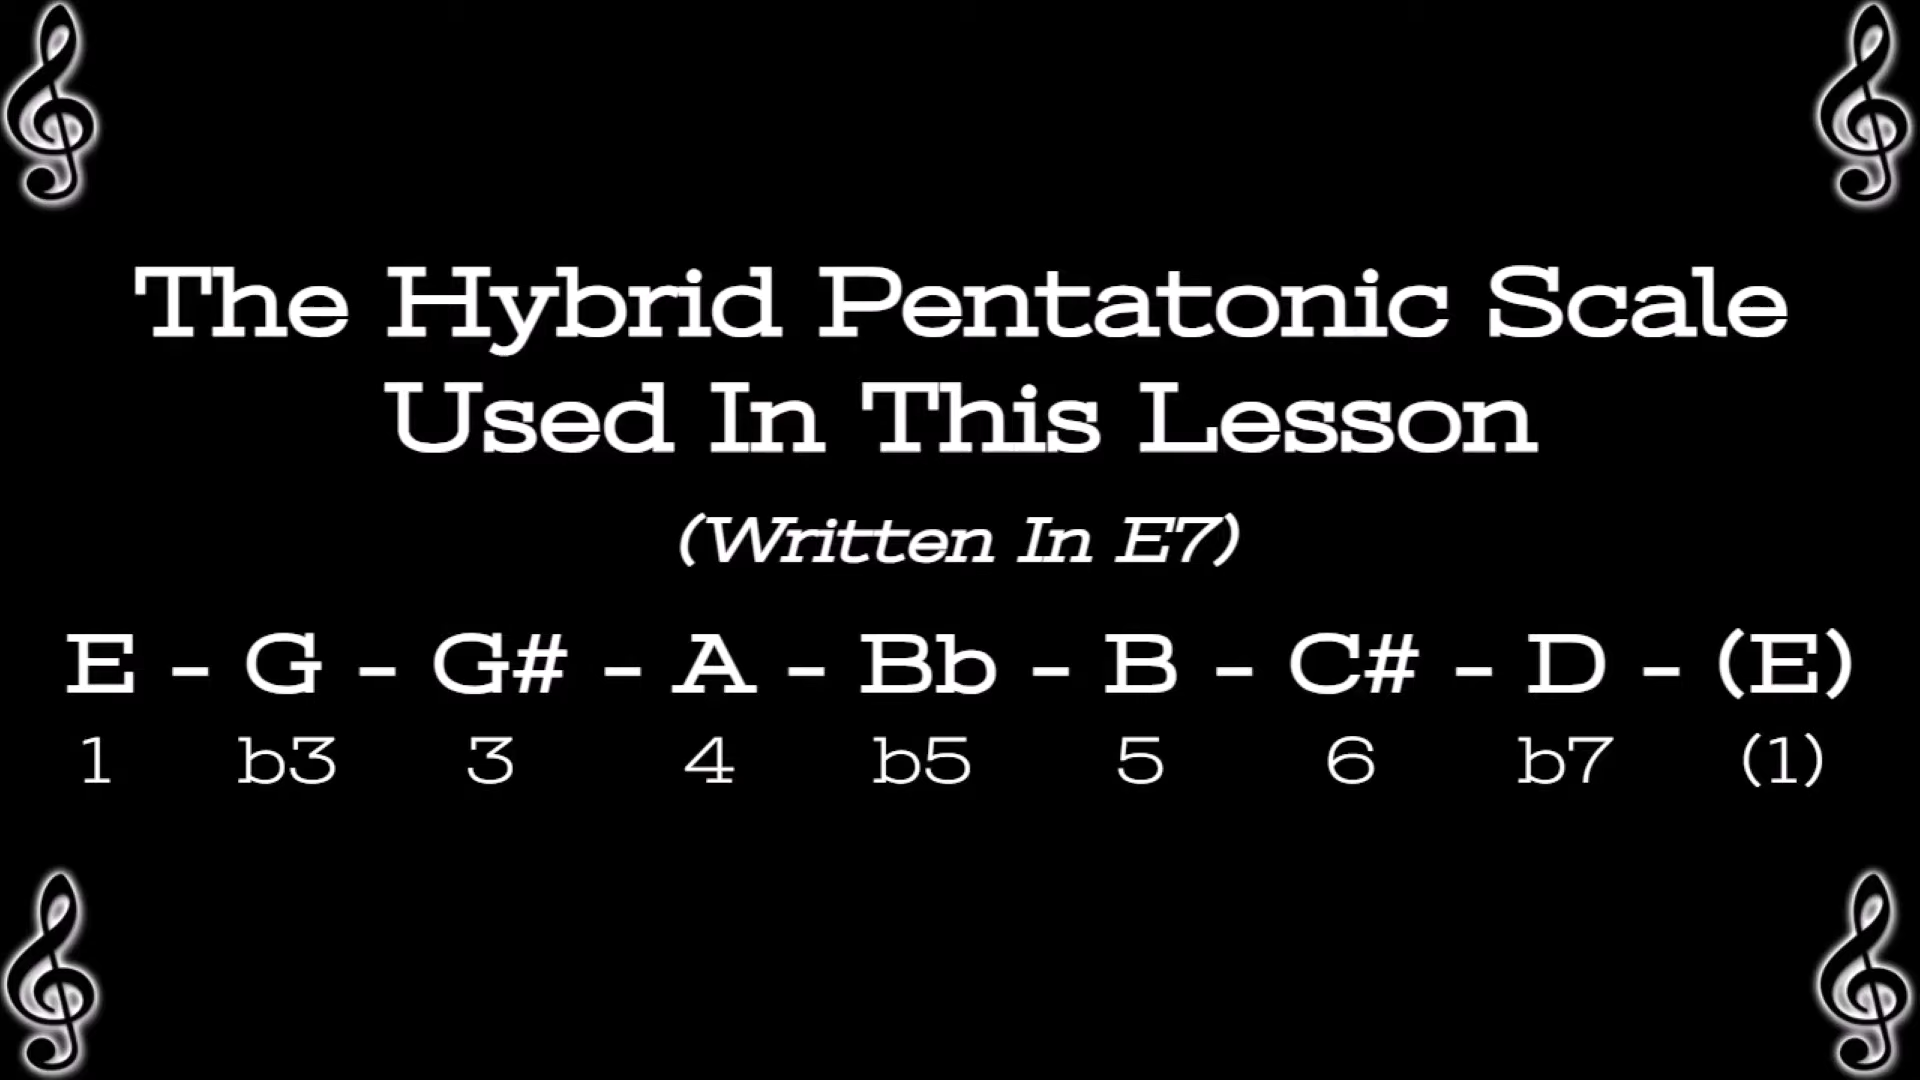 The Hybrid Pentatonic Scale
Used In This Lesson
(Written In E7)
E - G - G# - A - Bb - B - C# - D - (E)
1 b3 3 4 b5 5 6 b7 (1)